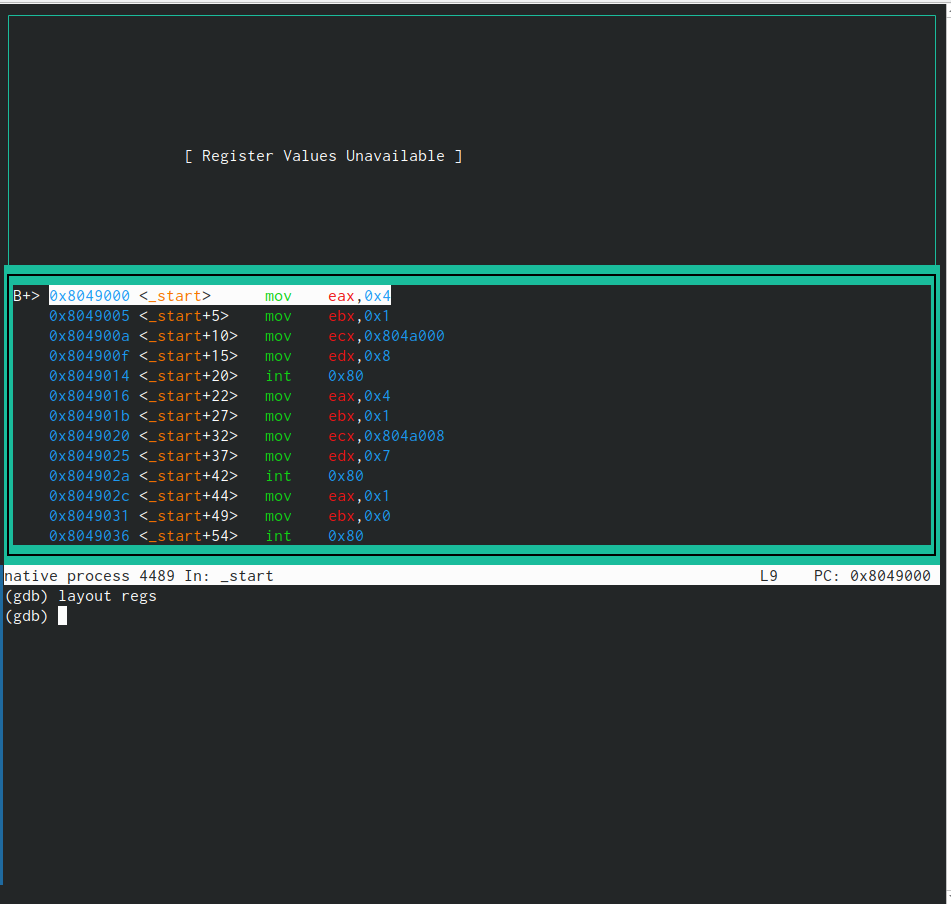 [ Register Values Unavailable ]
B+> 0x8049000 <_start> mov eax,0x4
0x8049005 <_start+5> mov ebx,0x1
0x804900a <_start+10> mov ecx,0x804a000
0x804900f <_start+15> mov edx,0x8
0x8049014 <_start+20> int 0x80
0x8049016 <_start+22> mov eax,0x4
0x804901b <_start+27> mov ebx,0x1
0x8049020 <_start+32> mov ecx,0x804a008
0x8049025 <_start+37> mov edx,0x7
0x804902a <_start+42> int 0x80
0x804902c <_start+44> mov eax,0x1
0x8049031 <_start+49> mov ebx,0x0
0x8049036 <_start+54> int 0x80
native process 4489 In: _start L9 PC: 0x8049000
(gdb) layout regs
(gdb)